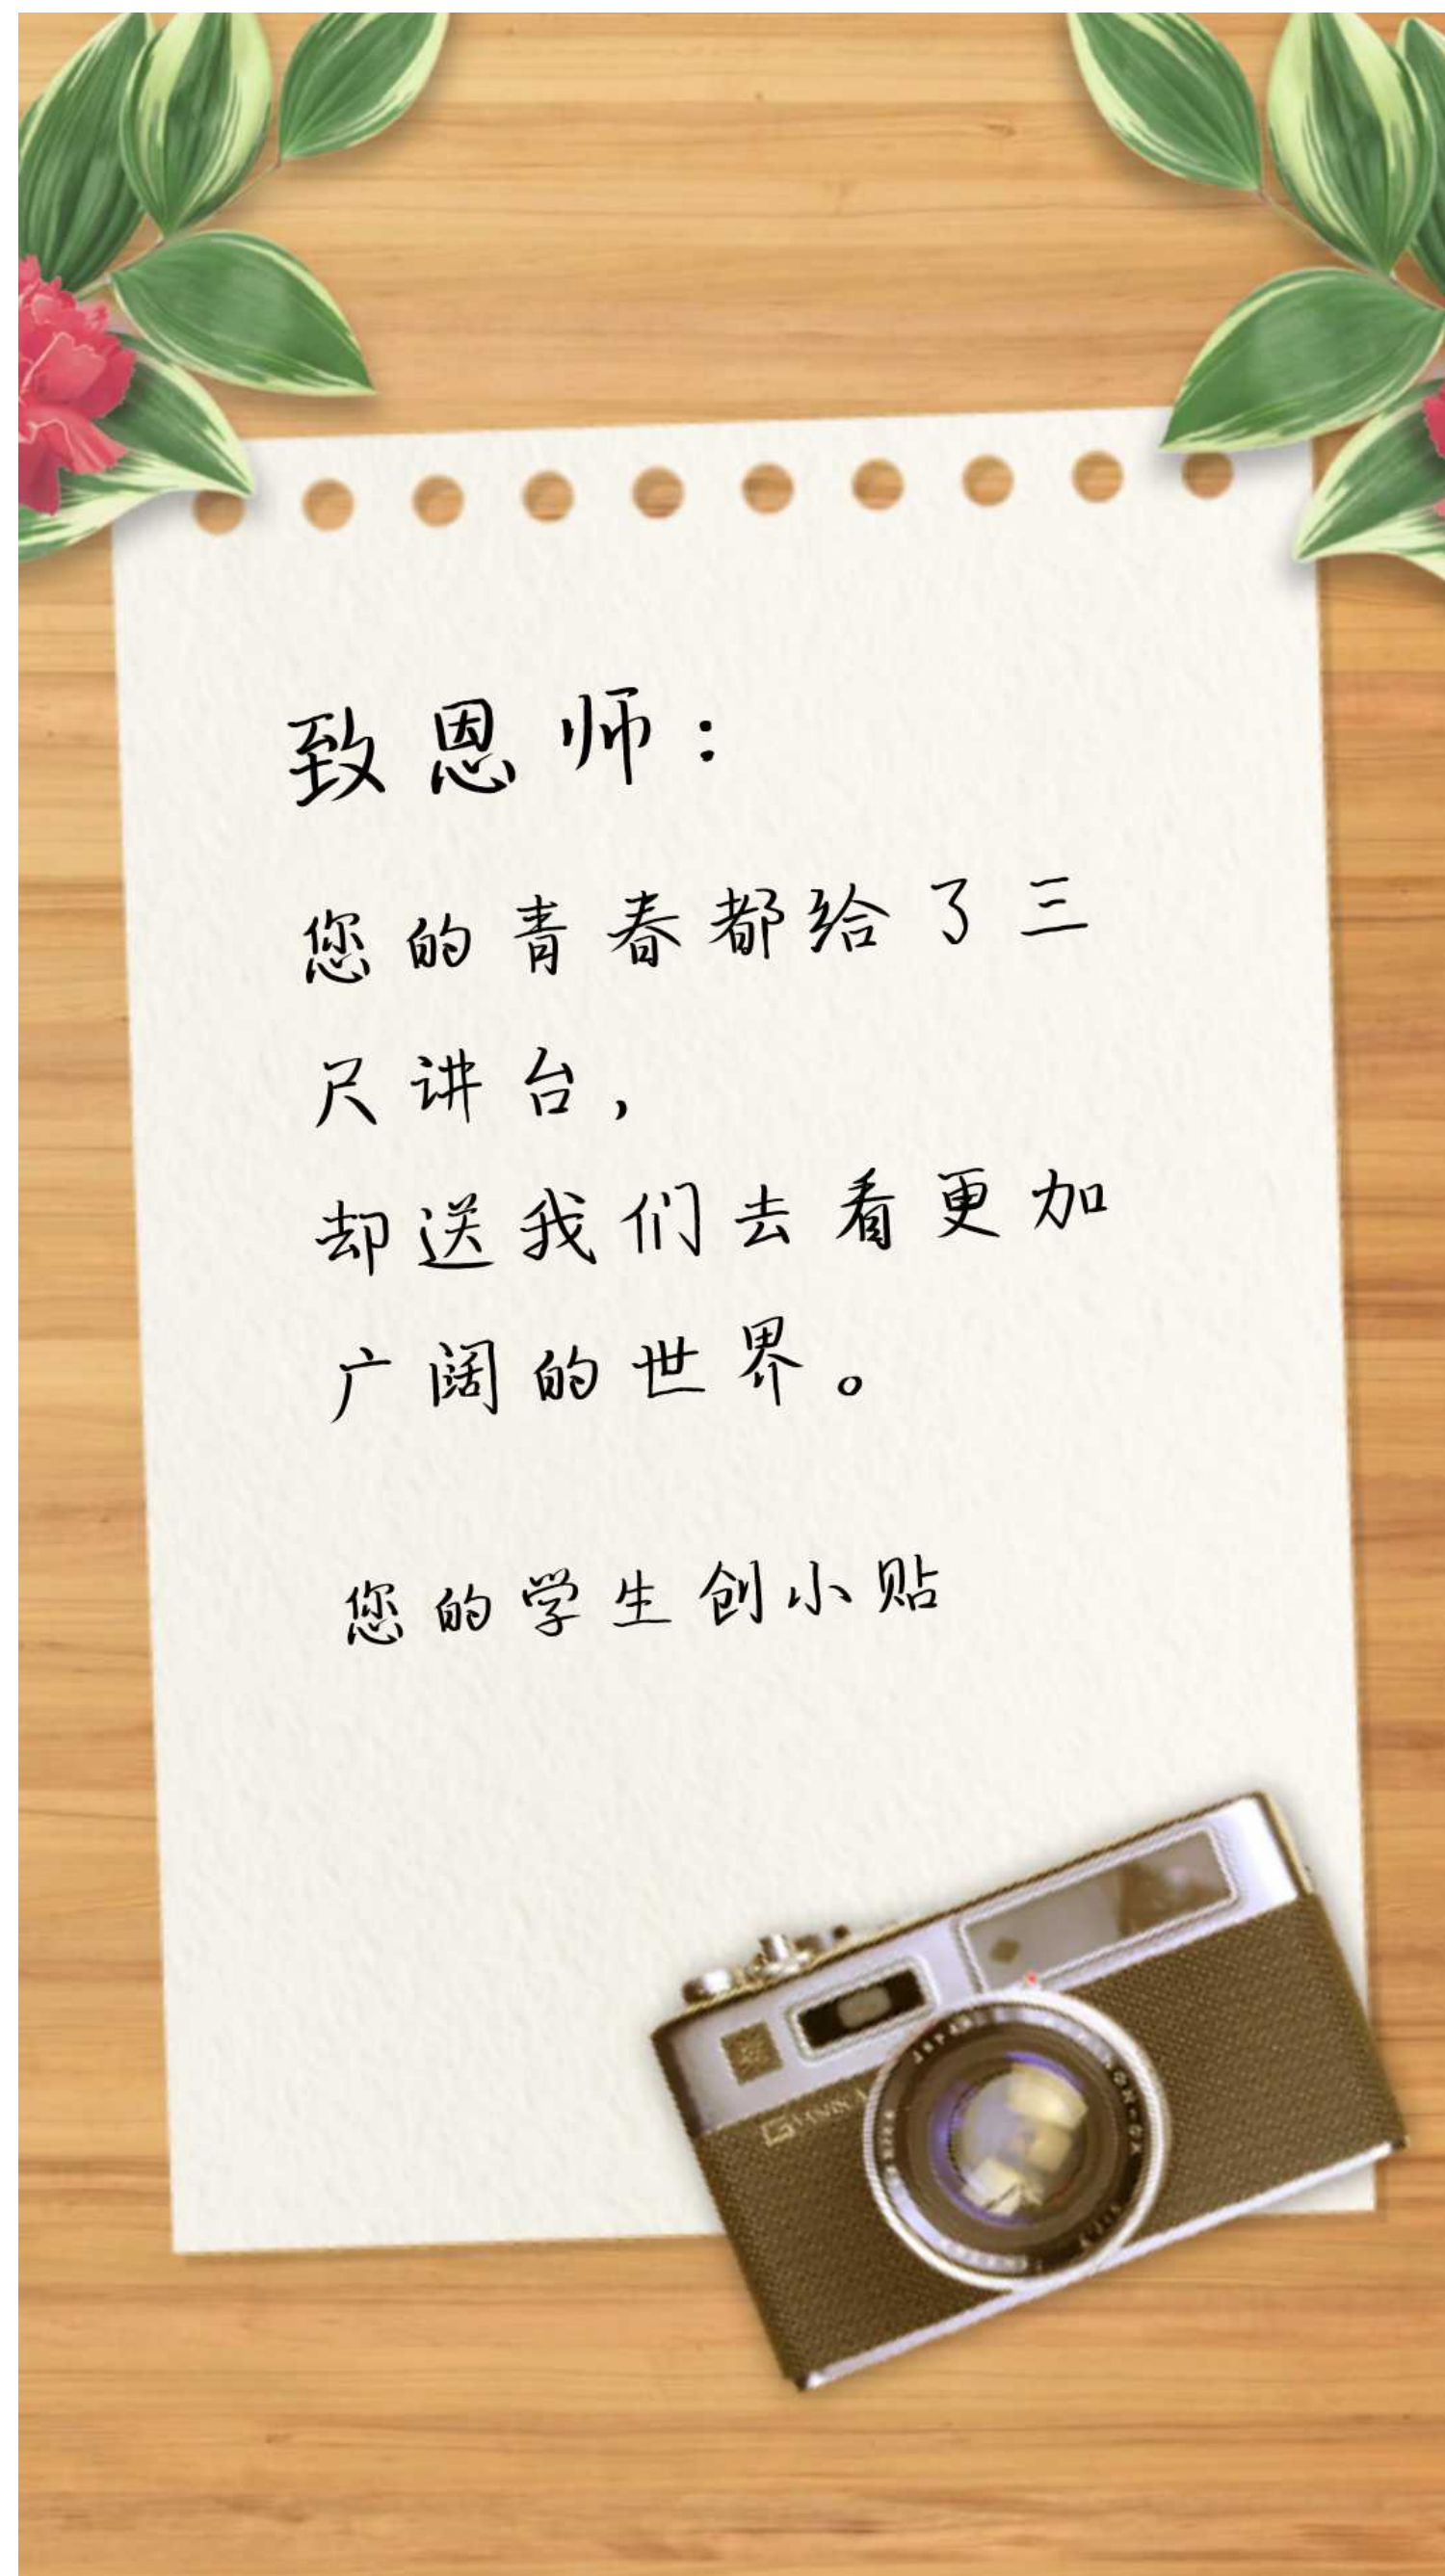 致恩师：
您的青春都给了三
尺讲台，
却送我们去看更加
广阔的世界。
您的学生创小贴